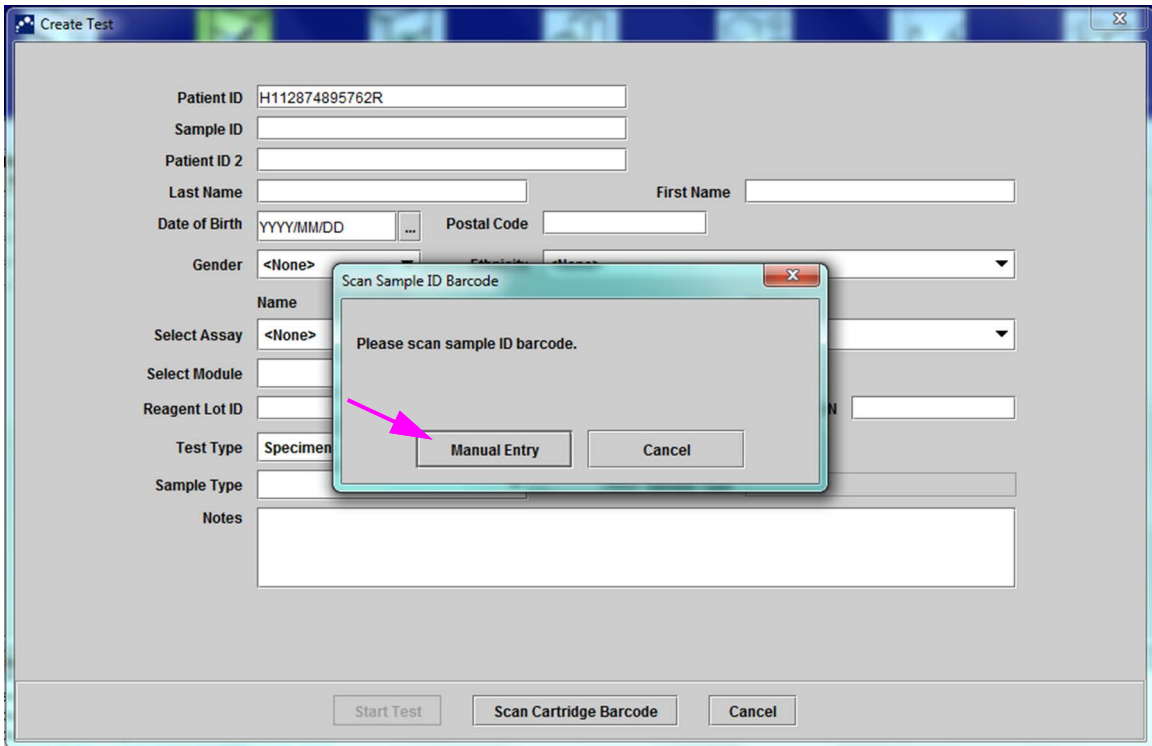 Create Test
Patient ID H112874895762R
Sample ID
Patient ID 2
Last Name First Name
Date of Birth YYYY/MM/DD ... Postal Code
Gender <None>
Scan Sample ID Barcode
Name
Select Assay <None>
Please scan sample ID barcode.
Select Module
Reagent Lot ID N
Test Type Specimen
Manual Entry Cancel
Sample Type
Notes
Start Test Scan Cartridge Barcode Cancel